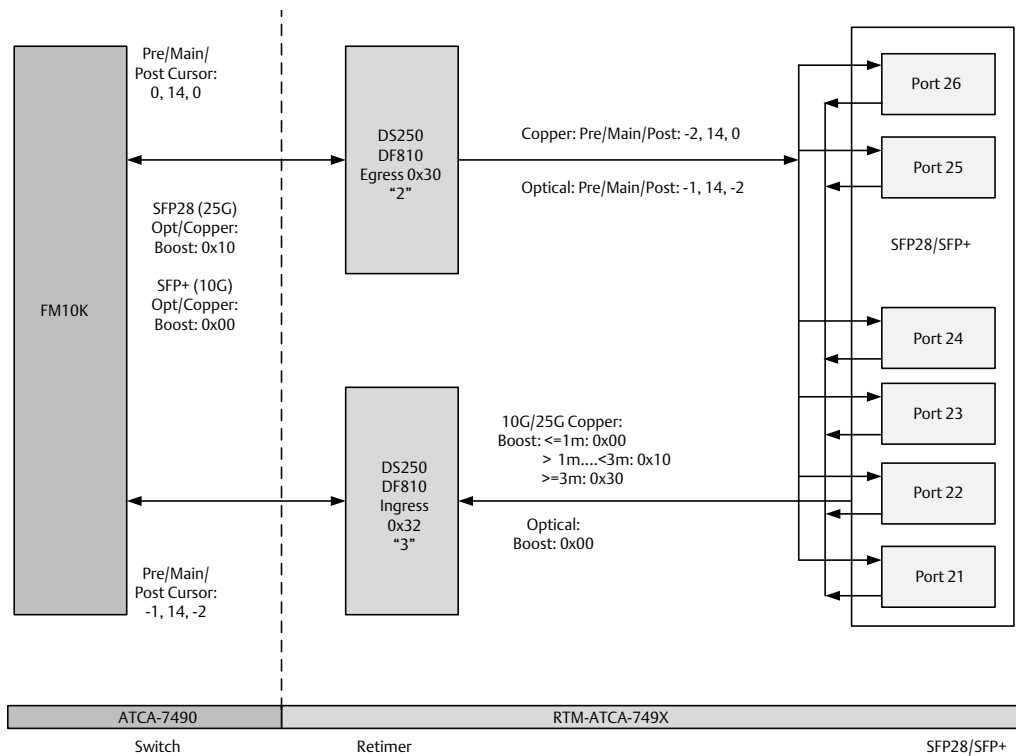 Pre/Main/
Post Cursor:
0, 14, 0
FM10K
SFP28 (25G)
Opt/Copper:
Boost: 0x10
SFP+ (10G)
Opt/Copper:
Boost: 0x00
Pre/Main/
Post Cursor:
-1, 14, -2
DS250
DF810
Egress 0x30
“2”
DS250
DF810
Ingress
0x32
“3”
Copper: Pre/Main/Post: -2, 14, 0
Optical: Pre/Main/Post: -1, 14, -2
10G/25G Copper:
Boost: <=1m: 0x00
> 1m....<3m: 0x10
>=3m: 0x30
Optical:
Boost: 0x00
Port 26
Port 25
SFP28/SFP+
Port 24
Port 23
Port 22
Port 21
ATCA-7490
RTM-ATCA-749X
Switch
Retimer
SFP28/SFP+